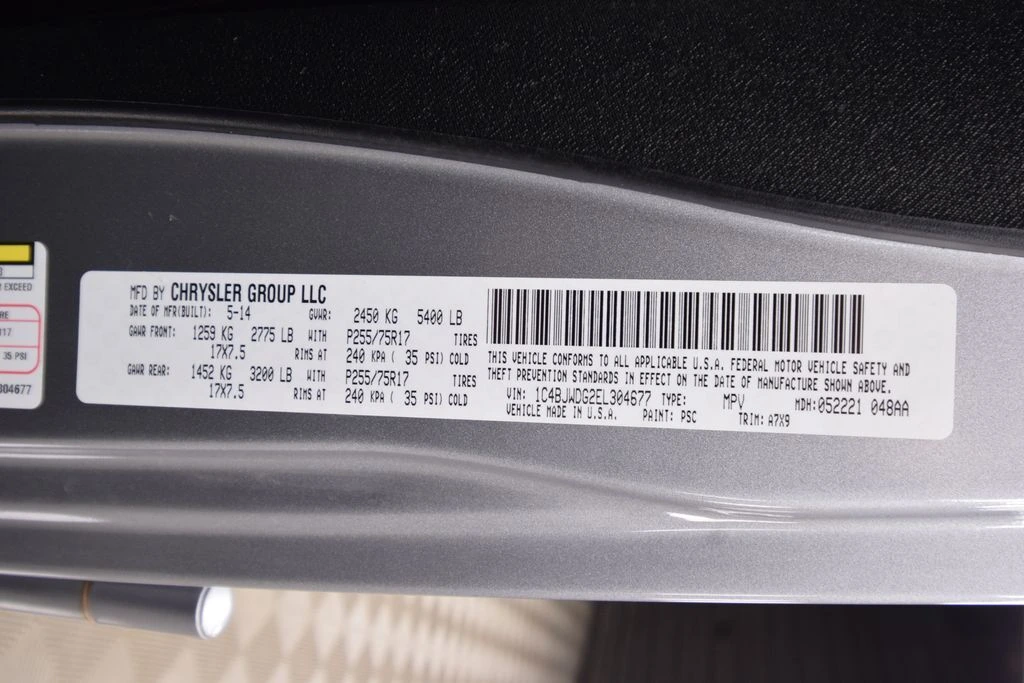 EXCEED
35 PSI
304677
MFD BY CHRYSLER GROUP LLC
DATE OF MFR(BUILT): 5-14 GVWR: 2450 KG 5400 LB
GAWR FRONT: 1259 KG 2775 LB WITH P255/75R17 TIRES
17X7.5 RIMS AT 240 KPA ( 35 PSI) COLD
GAWR REAR: 1452 KG 3200 LB WITH P255/75R17 TIRES
17X7.5 RIMS AT 240 KPA ( 35 PSI) COLD
THIS VEHICLE CONFORMS TO ALL APPLICABLE U.S.A. FEDERAL MOTOR VEHICLE SAFETY AND
THEFT PREVENTION STANDARDS IN EFFECT ON THE DATE OF MANUFACTURE SHOWN ABOVE.
VIN: 1C4BJWDG2EL304677 TYPE: MPV MDH:052221 048AA
VEHICLE MADE IN U.S.A. PAINT: PSC TRIM: A7X9